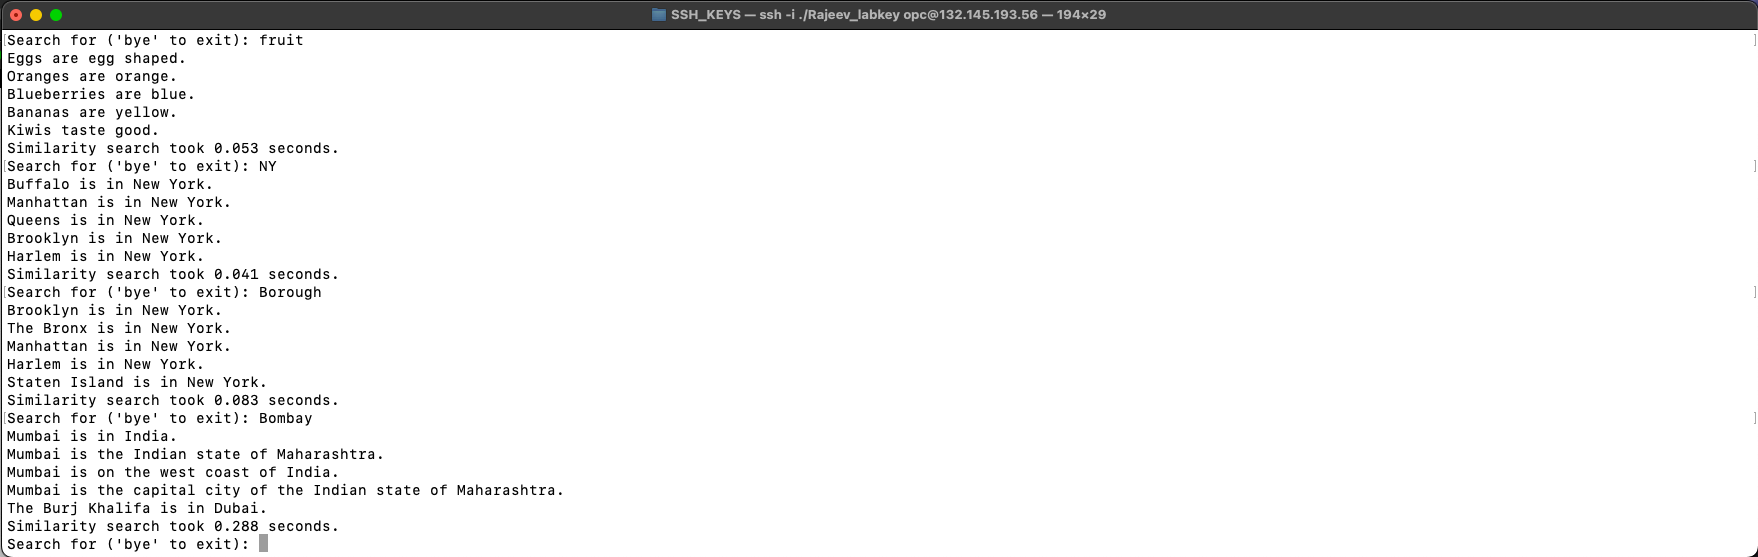 SSH_KEYS — ssh -i ./Rajeev_labkey opc@132.145.193.56 — 194×29
[Search for ('bye' to exit): fruit ]
Eggs are egg shaped.
Oranges are orange.
Blueberries are blue.
Bananas are yellow.
Kiwis taste good.
Similarity search took 0.053 seconds.
[Search for ('bye' to exit): NY ]
Buffalo is in New York.
Manhattan is in New York.
Queens is in New York.
Brooklyn is in New York.
Harlem is in New York.
Similarity search took 0.041 seconds.
[Search for ('bye' to exit): Borough ]
Brooklyn is in New York.
The Bronx is in New York.
Manhattan is in New York.
Harlem is in New York.
Staten Island is in New York.
Similarity search took 0.083 seconds.
[Search for ('bye' to exit): Bombay ]
Mumbai is in India.
Mumbai is the Indian state of Maharashtra.
Mumbai is on the west coast of India.
Mumbai is the capital city of the Indian state of Maharashtra.
The Burj Khalifa is in Dubai.
Similarity search took 0.288 seconds.
Search for ('bye' to exit):